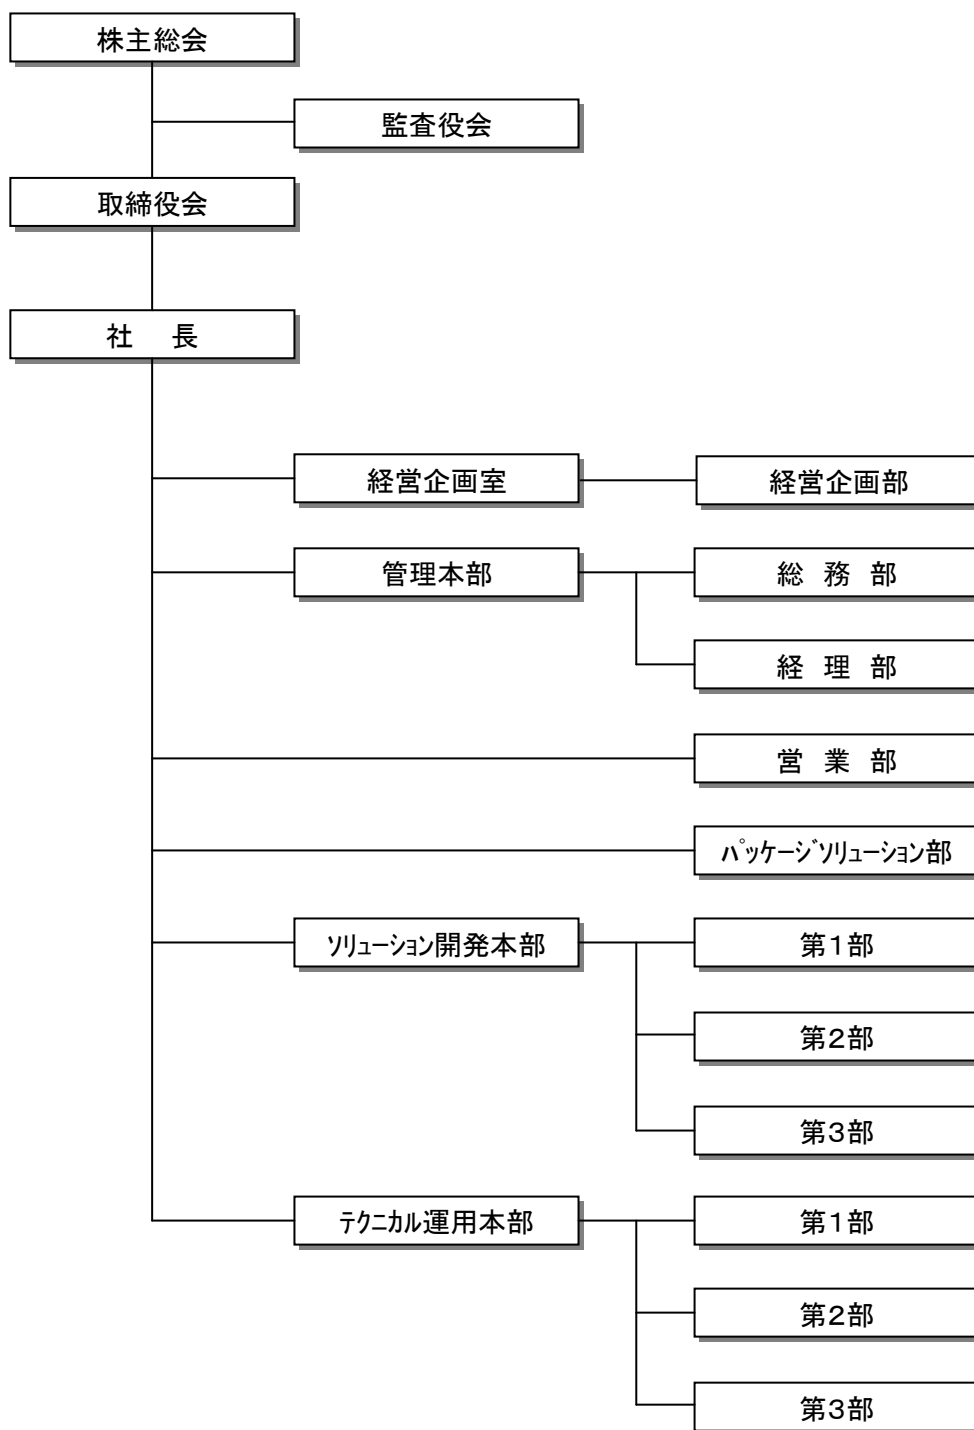 株主総会
監査役会
取締役会
社　長
経営企画室
経営企画部
管理本部
総 務 部
経 理 部
営 業 部
ﾊﾟｯｹｰｼﾞｿﾘｭｰｼｮﾝ部
ｿﾘｭｰｼｮﾝ開発本部
第１部
第２部
第３部
ﾃｸﾆｶﾙ運用本部
第１部
第２部
第３部